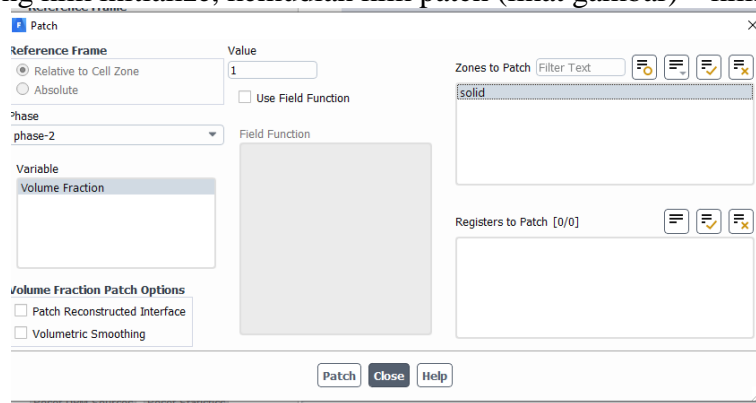 Patch
Reference Frame
Relative to Cell Zone
Absolute
Phase
phase-2
Variable
Volume Fraction
Volume Fraction Patch Options
Patch Reconstructed Interface
Volumetric Smoothing
Value
1
Use Field Function
Field Function
Zones to Patch Filter Text
solid
Registers to Patch [0/0]
Patch Close Help